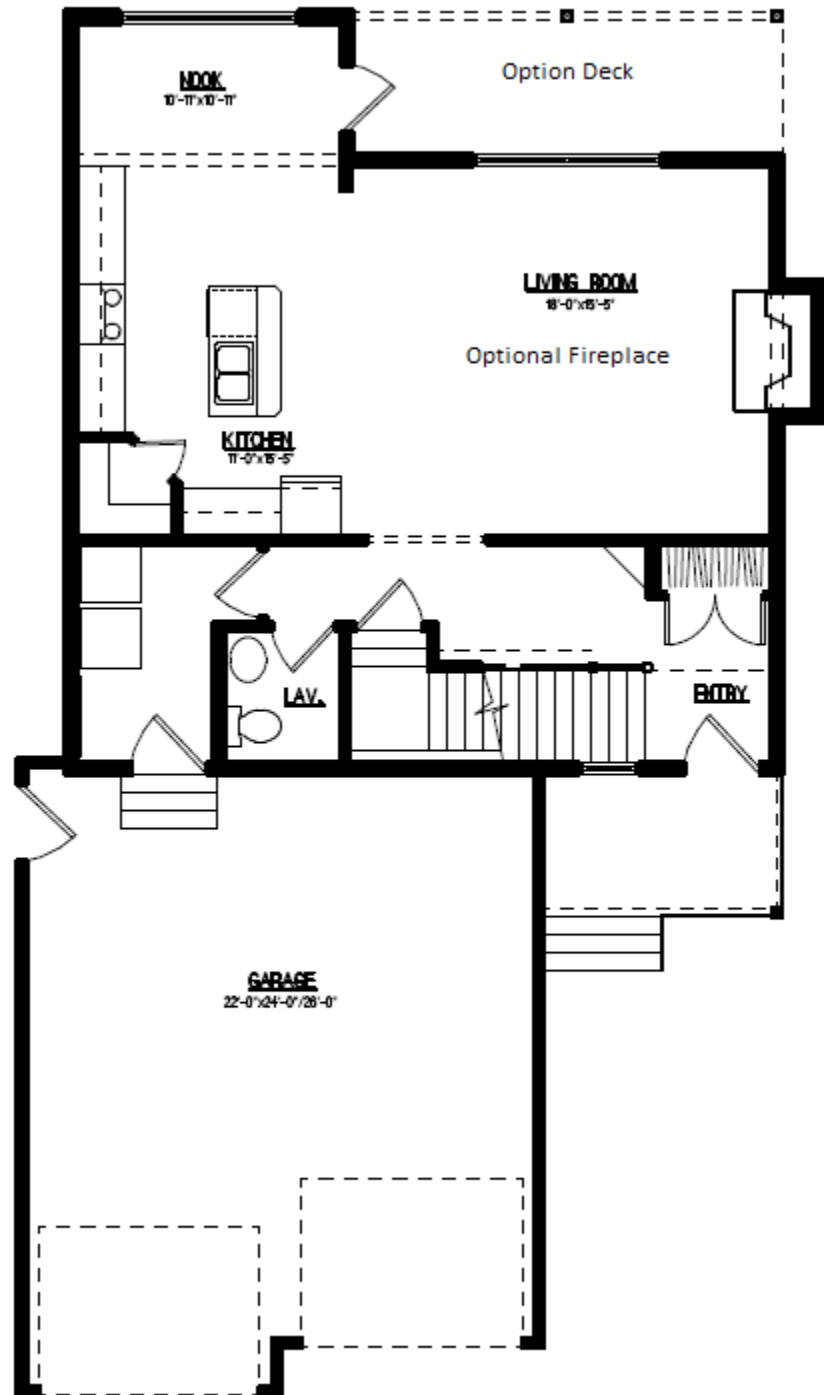 NOOK
10'-11"x10'-11"
Option Deck
LIVING ROOM
18'-0"x15'-5"
Optional Fireplace
KITCHEN
11'-0"x15'-5"
LAV.
ENTRY
GARAGE
22'-0"x24'-0"/26'-0"